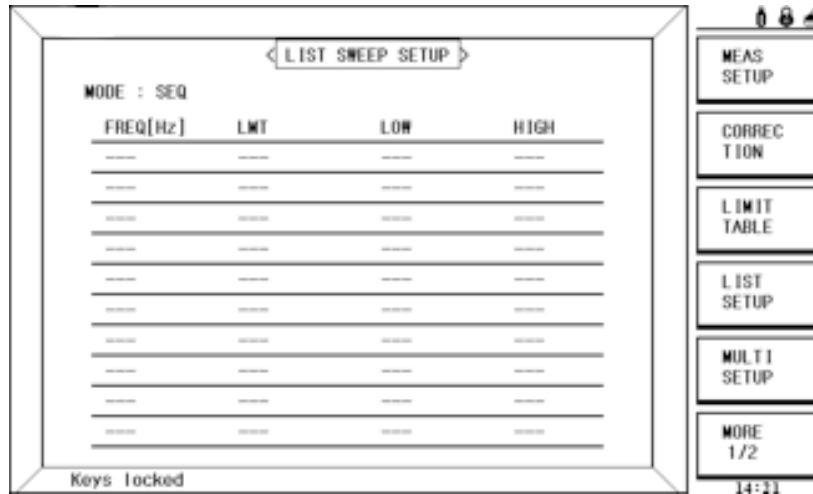 LIST SWEEP SETUP
MODE : SEQ
FREQ[Hz] LMT LOW HIGH
--- --- --- ---
--- --- --- ---
--- --- --- ---
--- --- --- ---
--- --- --- ---
--- --- --- ---
--- --- --- ---
--- --- --- ---
--- --- --- ---
--- --- --- ---
Keys locked
MEAS
SETUP
CORREC
TION
LIMIT
TABLE
LIST
SETUP
MULTI
SETUP
MORE
1/2
14:21